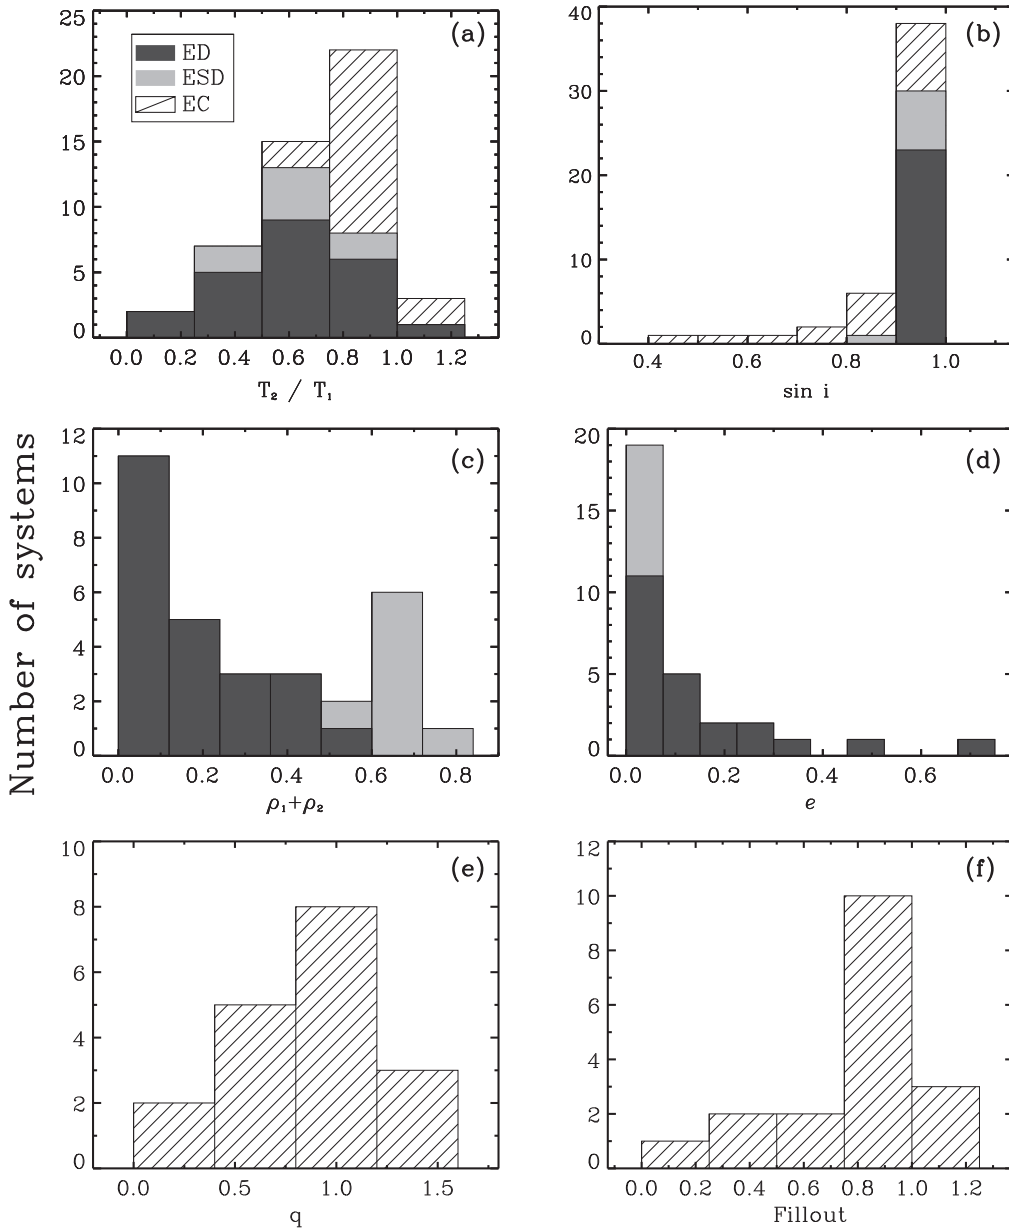 Number of systems
(a)
ED
ESD
EC
25
20
15
10
5
0
0.0 0.2 0.4 0.6 0.8 1.0 1.2
T₂ / T₁
(b)
40
30
20
10
0
0.4 0.6 0.8 1.0
sin i
(c)
12
10
8
6
4
2
0
0.0 0.2 0.4 0.6 0.8
ρ₁+ρ₂
(d)
20
15
10
5
0
0.0 0.2 0.4 0.6
e
(e)
10
8
6
4
2
0
0.0 0.5 1.0 1.5
q
(f)
12
10
8
6
4
2
0
0.0 0.2 0.4 0.6 0.8 1.0 1.2
Fillout